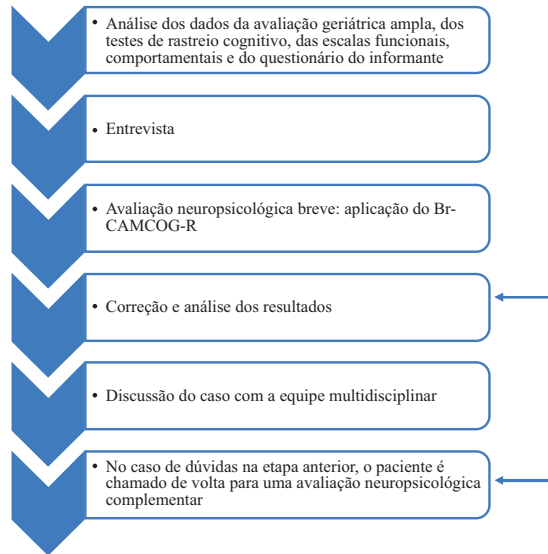 • Análise dos dados da avaliação geriátrica ampla, dos
testes de rastreio cognitivo, das escalas funcionais,
comportamentais e do questionário do informante
• Entrevista
• Avaliação neuropsicológica breve: aplicação do Br-
CAMCOG-R
• Correção e análise dos resultados
• Discussão do caso com a equipe multidisciplinar
• No caso de dúvidas na etapa anterior, o paciente é
chamado de volta para uma avaliação neuropsicológica
complementar